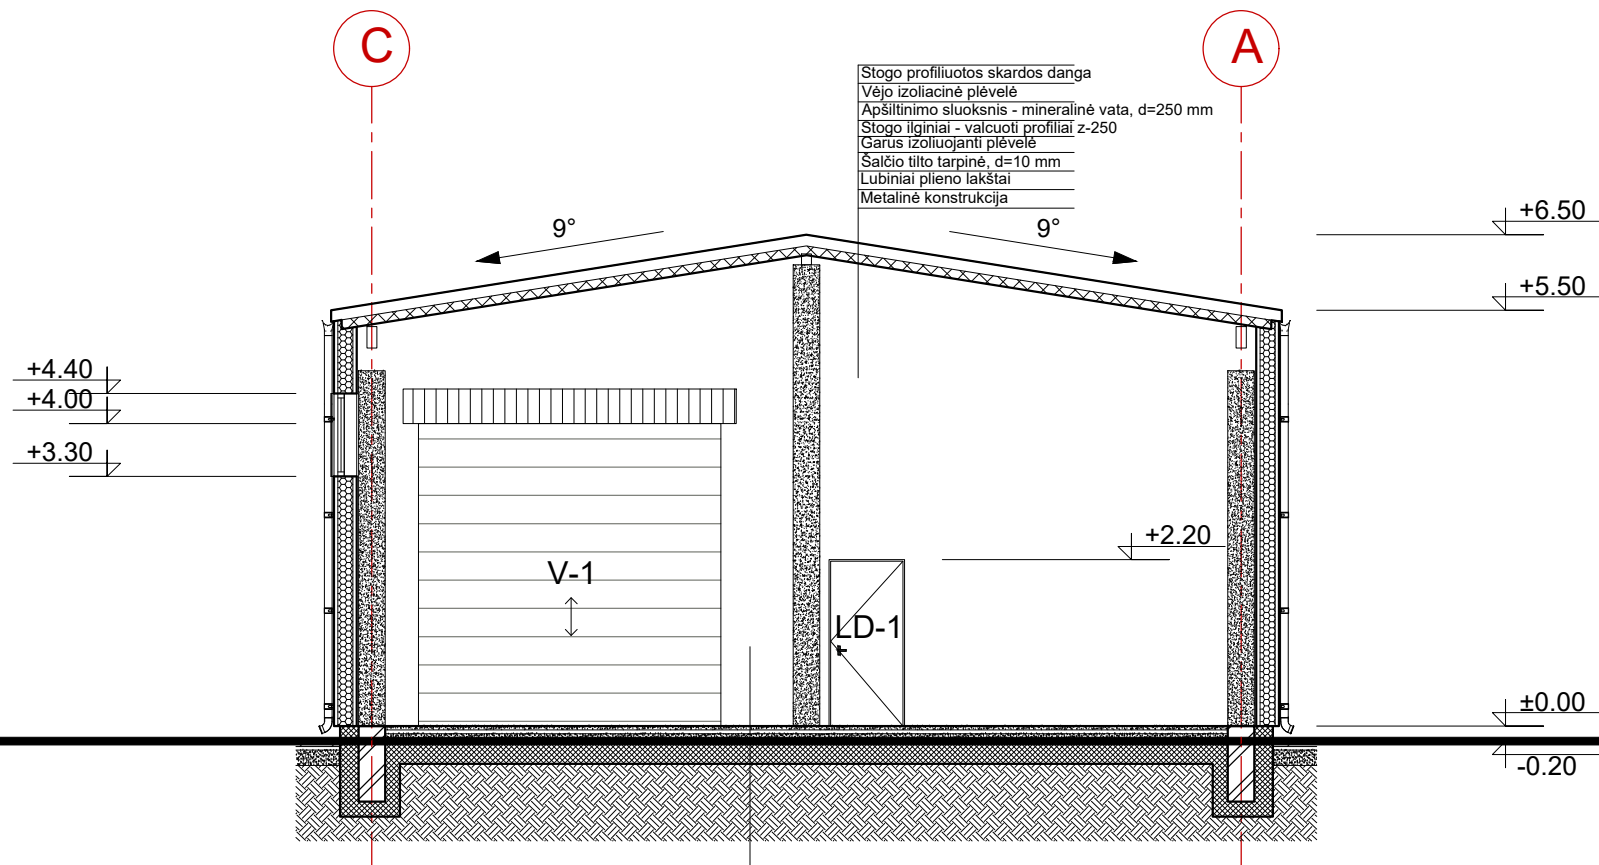 C
A
Stogo profiliuotos skardos danga
Vėjo izoliacinė plėvelė
Apšiltinimo sluoksnis - mineralinė vata, d=250 mm
Stogo ilginiai - valcuoti profiliai z-250
Garus izoliuojanti plėvelė
Šalčio tilto tarpinė, d=10 mm
Lubiniai plieno lakštai
Metalinė konstrukcija
9°
9°
+6.50
+5.50
+4.40
+4.00
+3.30
+2.20
V-1
LD-1
±0.00
-0.20